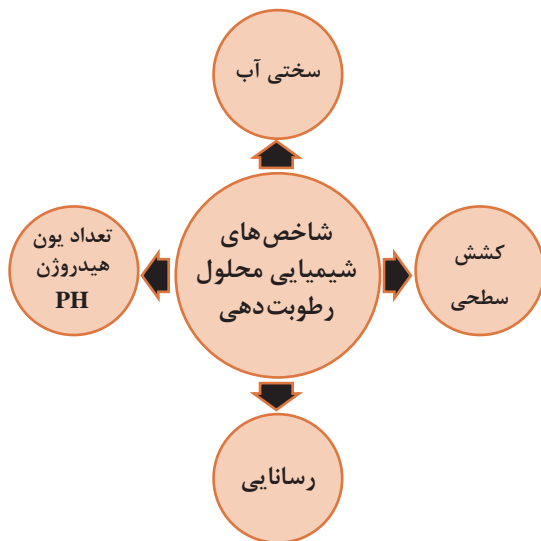 سختی آب
شاخص‌های
شیمیایی محلول
رطوبت‌دهی
کشش
سطحی
تعداد یون
هیدروژن
PH
رسانایی